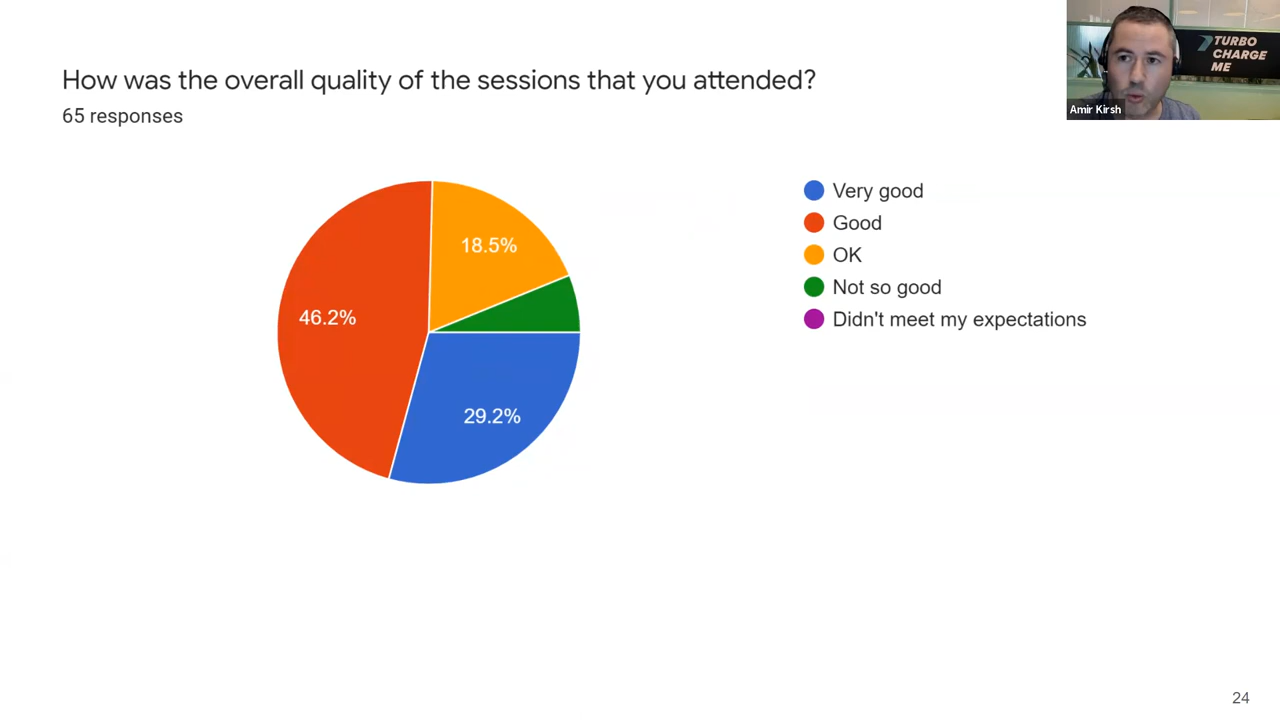 How was the overall quality of the sessions that you attended?
65 responses
TURBO
CHARGE
ME
Amir Kirsh
18.5%
46.2%
29.2%
Very good
Good
OK
Not so good
Didn't meet my expectations
24